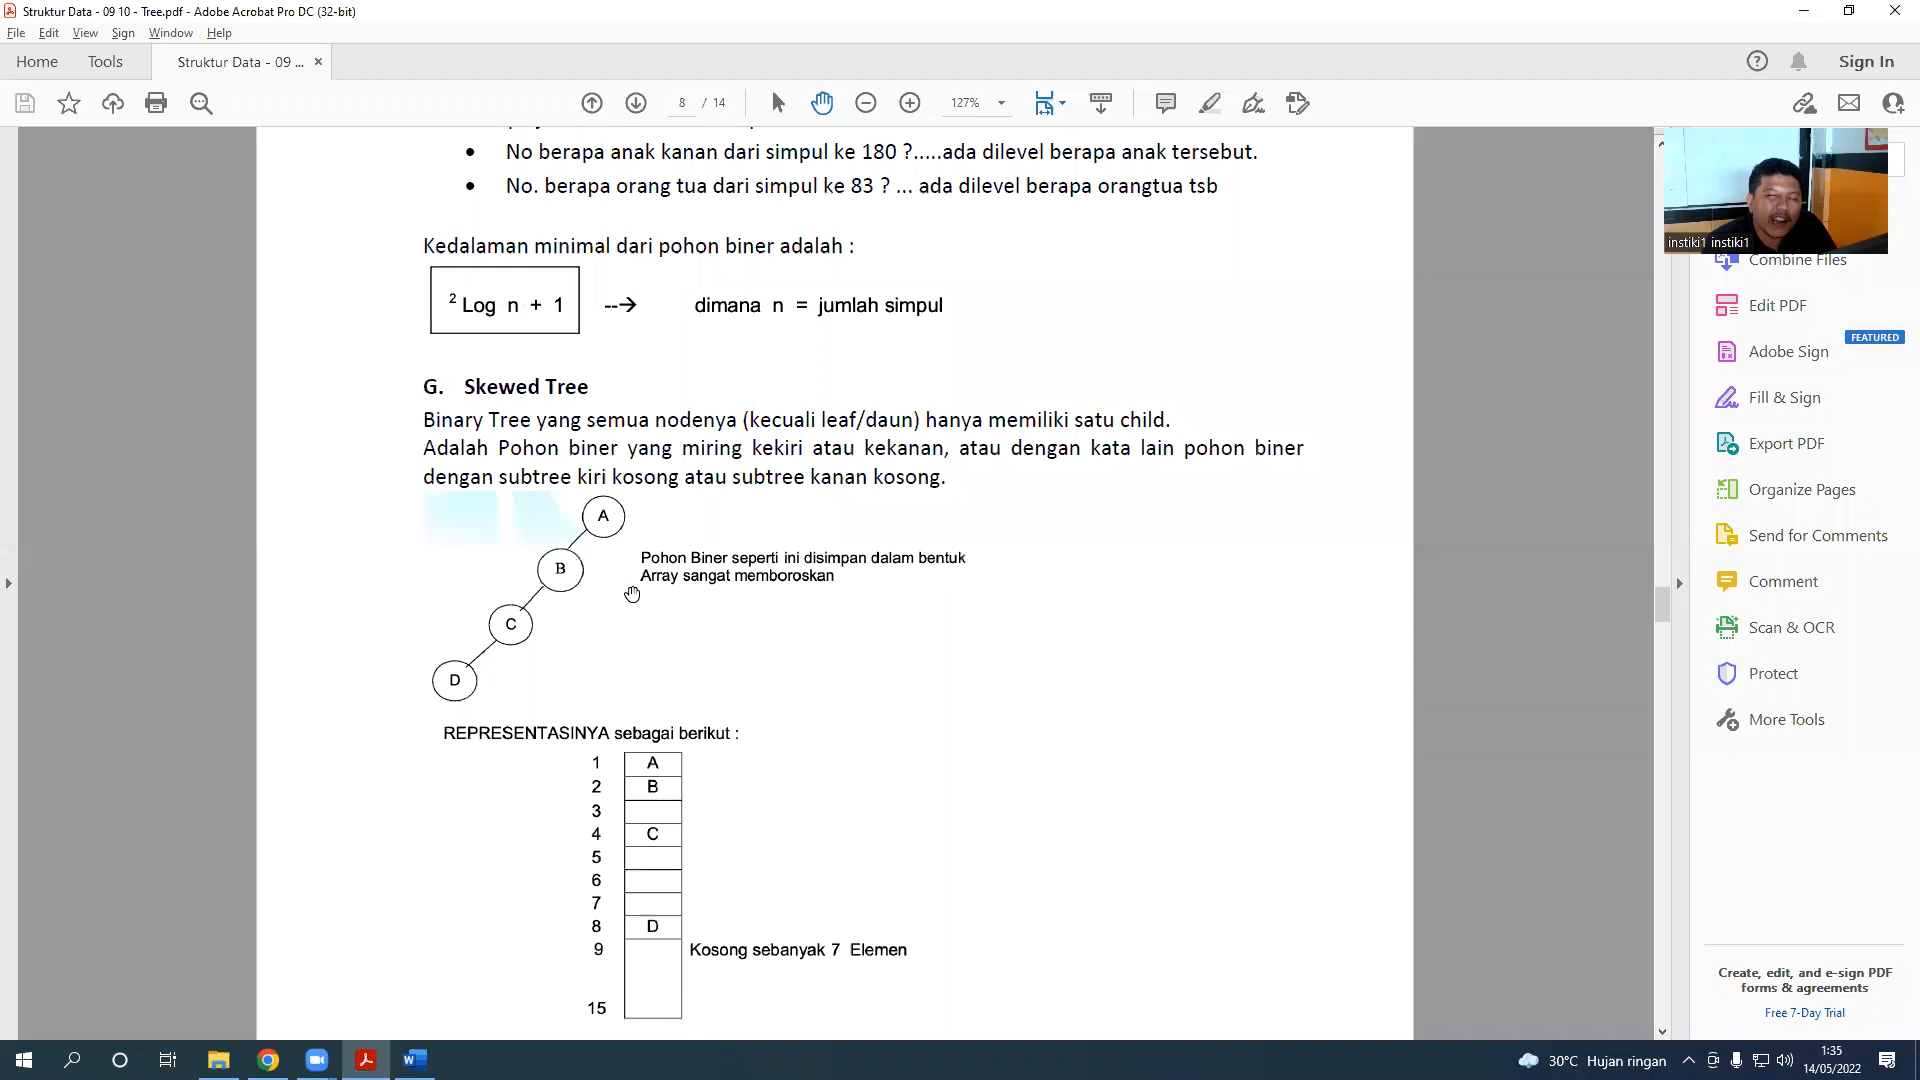 Struktur Data - 09 10 - Tree.pdf - Adobe Acrobat Pro DC (32-bit)
File Edit View Sign Window Help
Home Tools Struktur Data - 09 ... ×
Sign In
8 / 14 127%
• No berapa anak kanan dari simpul ke 180 ?.....ada dilevel berapa anak tersebut.
• No. berapa orang tua dari simpul ke 83 ? ... ada dilevel berapa orangtua tsb
Kedalaman minimal dari pohon biner adalah :
2 Log n + 1 --→ dimana n = jumlah simpul
G. Skewed Tree
Binary Tree yang semua nodenya (kecuali leaf/daun) hanya memiliki satu child.
Adalah Pohon biner yang miring kekiri atau kekanan, atau dengan kata lain pohon biner
dengan subtree kiri kosong atau subtree kanan kosong.
A
B
C
D
Pohon Biner seperti ini disimpan dalam bentuk
Array sangat memboroskan
REPRESENTASINYA sebagai berikut :
1 A
2 B
3
4 C
5
6
7
8 D
9 Kosong sebanyak 7 Elemen
15
instiki1 instiki1
Combine Files
Edit PDF
FEATURED
Adobe Sign
Fill & Sign
Export PDF
Organize Pages
Send for Comments
Comment
Scan & OCR
Protect
More Tools
Create, edit, and e-sign PDF
forms & agreements
Free 7-Day Trial
30°C Hujan ringan
1:35
14/05/2022